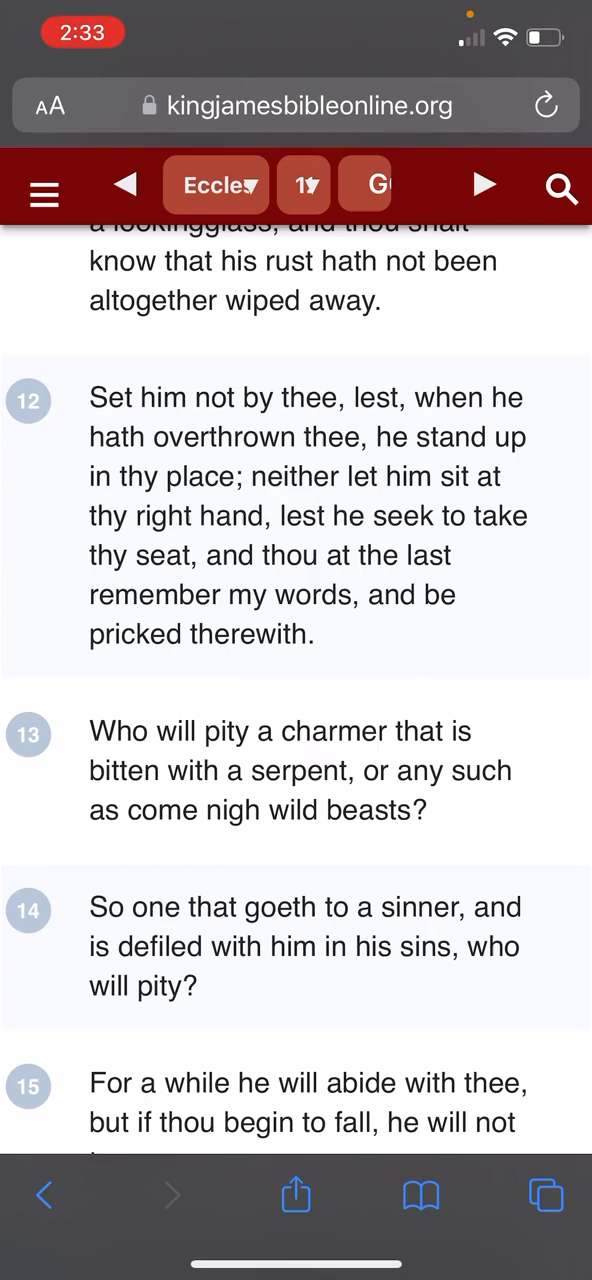 2:33
AA kingjamesbibleonline.org
Eccles
a lookingglass, and thou shalt
know that his rust hath not been
altogether wiped away.
12 Set him not by thee, lest, when he
hath overthrown thee, he stand up
in thy place; neither let him sit at
thy right hand, lest he seek to take
thy seat, and thou at the last
remember my words, and be
pricked therewith.
13 Who will pity a charmer that is
bitten with a serpent, or any such
as come nigh wild beasts?
14 So one that goeth to a sinner, and
is defiled with him in his sins, who
will pity?
15 For a while he will abide with thee,
but if thou begin to fall, he will not